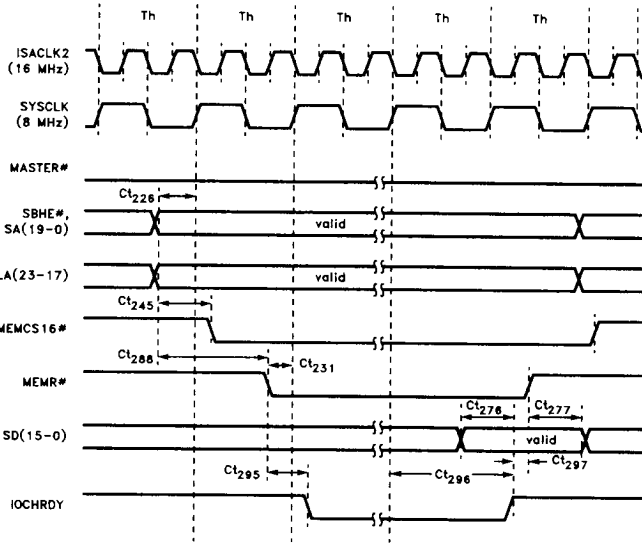 Th Th Th Th Th
ISACLK2
(16 MHz)
SYSCLK
(8 MHz)
MASTER#
Ct226
SBHE#,
SA(19-0)
valid
LA(23-17)
valid
Ct245
MEMCS16#
Ct288
Ct231
MEMR#
Ct276
Ct277
SD(15-0)
valid
Ct297
Ct295
Ct296
IOCHRDY